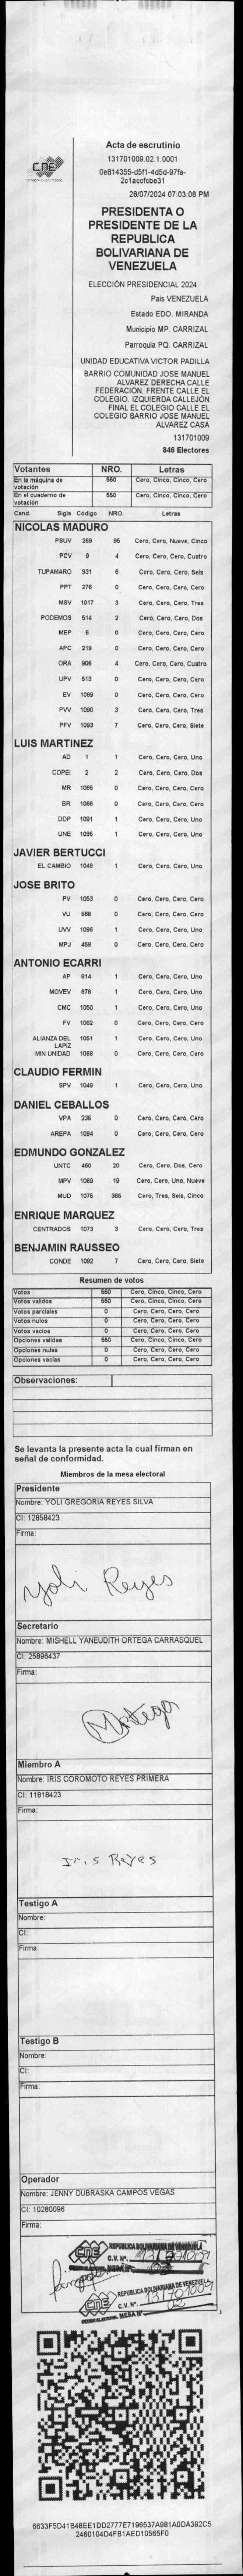 CNE
Acta de escrutinio
131701009.02.1.0001
0e814355-d5f1-4d5d-97fa-
2c1accfcbe31
28/07/2024 07:03:08 PM
PRESIDENTA O
PRESIDENTE DE LA
REPUBLICA
BOLIVARIANA DE
VENEZUELA
ELECCIÓN PRESIDENCIAL 2024
Pais VENEZUELA
Estado EDO. MIRANDA
Municipio MP. CARRIZAL
Parroquia PQ. CARRIZAL
UNIDAD EDUCATIVA VICTOR PADILLA
BARRIO COMUNIDAD JOSE MANUEL
ALVAREZ DERECHA CALLE
FEDERACION. FRENTE CALLE EL
COLEGIO. IZQUIERDA CALLEJÓN
FINAL EL COLEGIO CALLE EL
COLEGIO BARRIO JOSE MANUEL
ALVAREZ CASA
131701009
846 Electores
Votantes NRO. Letras
En la máquina de votación 550 Cero, Cinco, Cinco, Cero
En el cuaderno de votación 550 Cero, Cinco, Cinco, Cero
Cand. Sigla Código NRO. Letras
NICOLAS MADURO
PSUV 269 95 Cero, Cero, Nueve, Cinco
PCV 9 4 Cero, Cero, Cero, Cuatro
TUPAMARO 931 6 Cero, Cero, Cero, Seis
PPT 276 0 Cero, Cero, Cero, Cero
MSV 1017 3 Cero, Cero, Cero, Tres
PODEMOS 514 2 Cero, Cero, Cero, Dos
MEP 6 0 Cero, Cero, Cero, Cero
APC 219 0 Cero, Cero, Cero, Cero
ORA 906 4 Cero, Cero, Cero, Cuatro
UPV 513 0 Cero, Cero, Cero, Cero
EV 1089 0 Cero, Cero, Cero, Cero
PVV 1090 3 Cero, Cero, Cero, Tres
PFV 1093 7 Cero, Cero, Cero, Siete
LUIS MARTINEZ
AD 1 1 Cero, Cero, Cero, Uno
COPEI 2 2 Cero, Cero, Cero, Dos
MR 1066 0 Cero, Cero, Cero, Cero
BR 0 Cero, Cero, Cero, Cero
DDP 1091 1 Cero, Cero, Cero, Uno
UNE 1 Cero, Cero, Cero, Uno
JAVIER BERTUCCI
EL CAMBIO 1048 1 Cero, Cero, Cero, Uno
JOSE BRITO
PV 1053 0 Cero, Cero, Cero, Cero
VU 868 0 Cero, Cero, Cero, Cero
UVV 1096 1 Cero, Cero, Cero, Uno
MPJ 458 0 Cero, Cero, Cero, Cero
ANTONIO ECARRI
AP 814 1 Cero, Cero, Cero, Uno
MOVEV 678 1 Cero, Cero, Cero, Uno
CMC 1050 1 Cero, Cero, Cero, Uno
FV 1062 0 Cero, Cero, Cero, Cero
ALIANZA DEL LAPIZ 1051 1 Cero, Cero, Cero, Uno
MIN UNIDAD 1068 0 Cero, Cero, Cero, Cero
CLAUDIO FERMIN
SPV 1049 1 Cero, Cero, Cero, Uno
DANIEL CEBALLOS
VPA 236 0 Cero, Cero, Cero, Cero
AREPA 1094 0 Cero, Cero, Cero, Cero
EDMUNDO GONZALEZ
UNTC 460 20 Cero, Cero, Dos, Cero
MPV 1069 19 Cero, Cero, Uno, Nueve
MUD 1075 365 Cero, Tres, Seis, Cinco
ENRIQUE MARQUEZ
CENTRADOS 1073 3 Cero, Cero, Cero, Tres
BENJAMIN RAUSSEO
CONDE 1092 7 Cero, Cero, Cero, Siete
Resumen de votos
Votos 550 Cero, Cinco, Cinco, Cero
Votos validos 550 Cero, Cinco, Cinco, Cero
Votos parciales 0 Cero, Cero, Cero, Cero
Votos nulos 0 Cero, Cero, Cero, Cero
Votos vacios 0 Cero, Cero, Cero, Cero
Opciones validas 550 Cero, Cinco, Cinco, Cero
Opciones nulas 0 Cero, Cero, Cero, Cero
Opciones vacias 0 Cero, Cero, Cero, Cero
Observaciones:
Se levanta la presente acta la cual firman en
señal de conformidad.
Miembros de la mesa electoral
Presidente
Nombre: YOLI GREGORIA REYES SILVA
CI: 12858423
Firma:
Yoli Reyes
Secretario
Nombre: MISHELL YANEUDITH ORTEGA CARRASQUEL
CI: 25896437
Firma:
MOrtega
Miembro A
Nombre: IRIS COROMOTO REYES PRIMERA
CI: 11818423
Firma:
Iris Reyes
Testigo A
Nombre:
CI:
Firma:
Testigo B
Nombre:
CI:
Firma:
Operador
Nombre: JENNY DUBRASKA CAMPOS VEGAS
CI: 10280096
Firma:
CNE REPUBLICA BOLIVARIANA DE VENEZUELA
C.V. Nº 131701009
MESA Nº
CNE REPUBLICA BOLIVARIANA DE VENEZUELA
C.V. Nº 131701009
MESA Nº 02
1
6633F5D41B48EE1DD2777E7196537A981A0DA392C5
2460104D4FB1AED10565F0